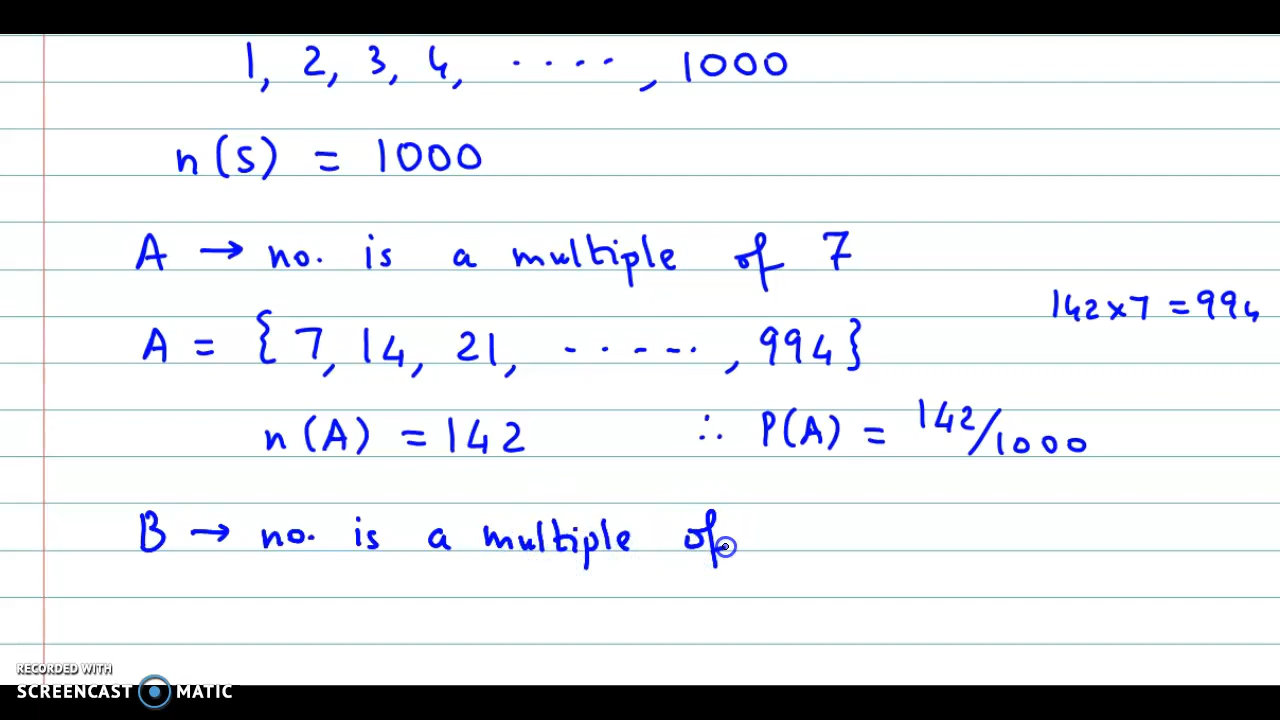 1, 2, 3, 4, ·····, 1000
n(S) = 1000
A → no. is a multiple of 7
142×7 = 994
A = {7, 14, 21, ------, 994}
n(A) = 142 ∴ P(A) = 142/1000
B → no. is a multiple of
RECORDED WITH
SCREENCAST MATIC